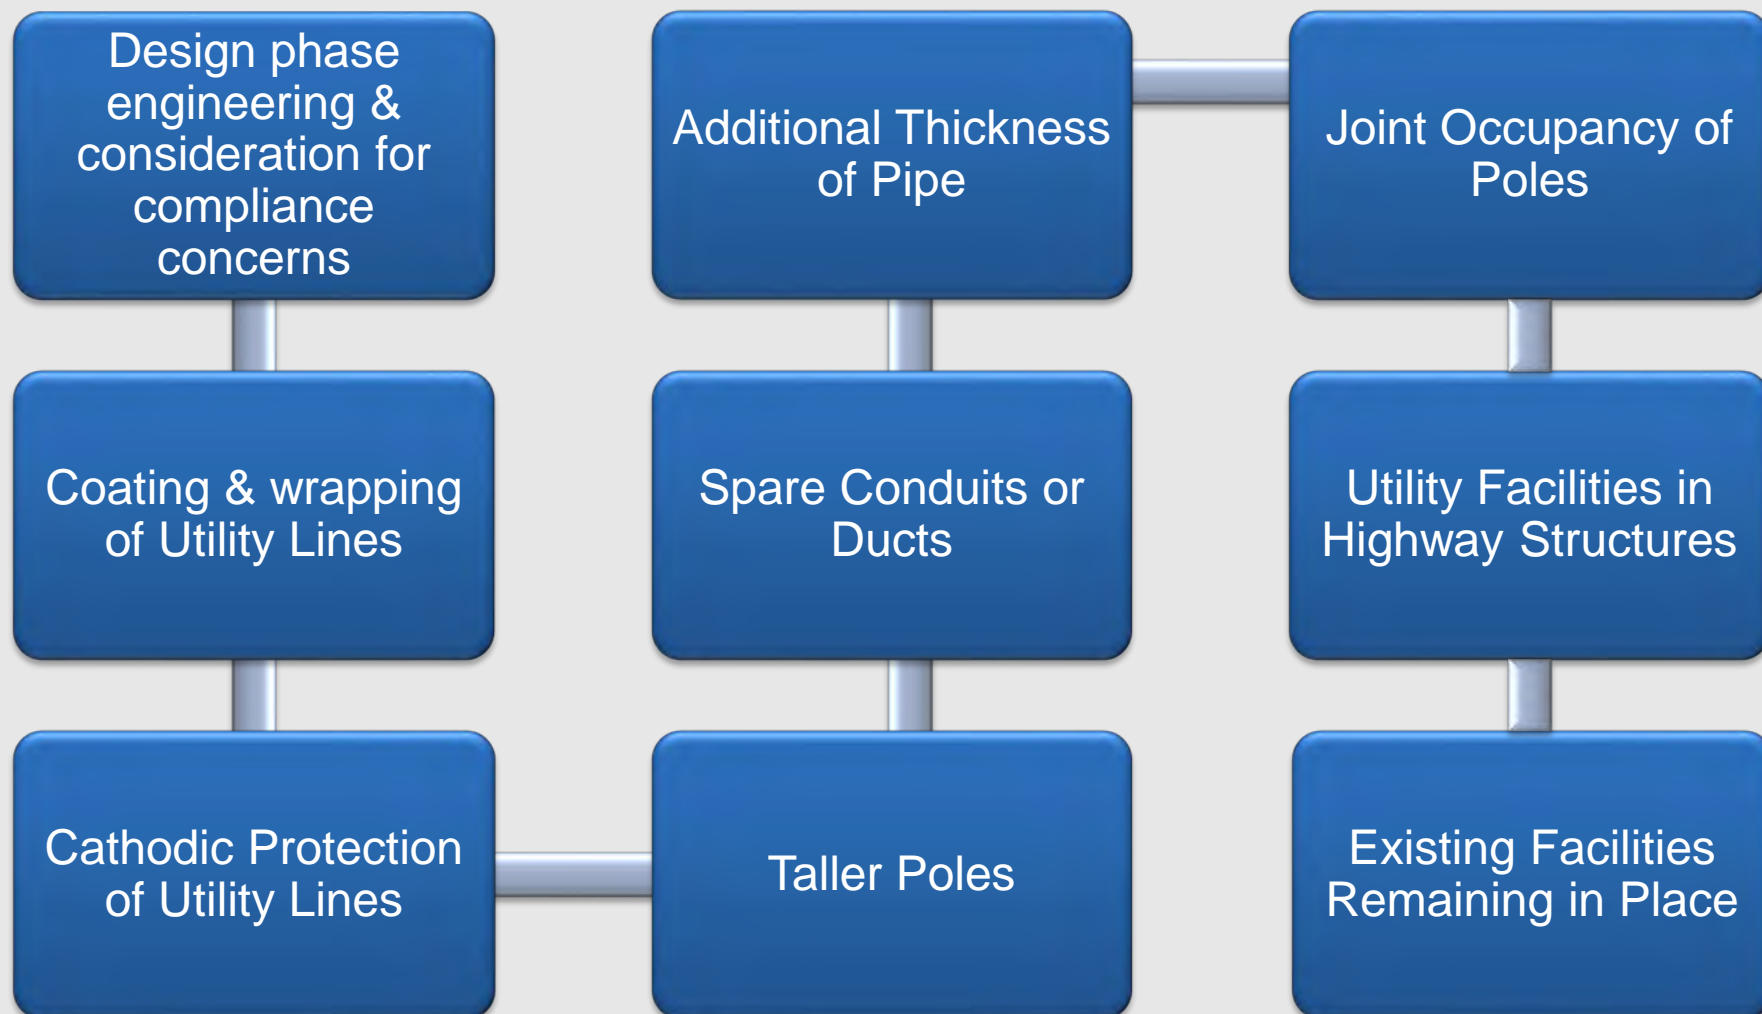 Design phase
engineering &
consideration for
compliance
concerns
Coating & wrapping
of Utility Lines
Cathodic Protection
of Utility Lines
Taller Poles
Spare Conduits or
Ducts
Additional Thickness
of Pipe
Joint Occupancy of
Poles
Utility Facilities in
Highway Structures
Existing Facilities
Remaining in Place